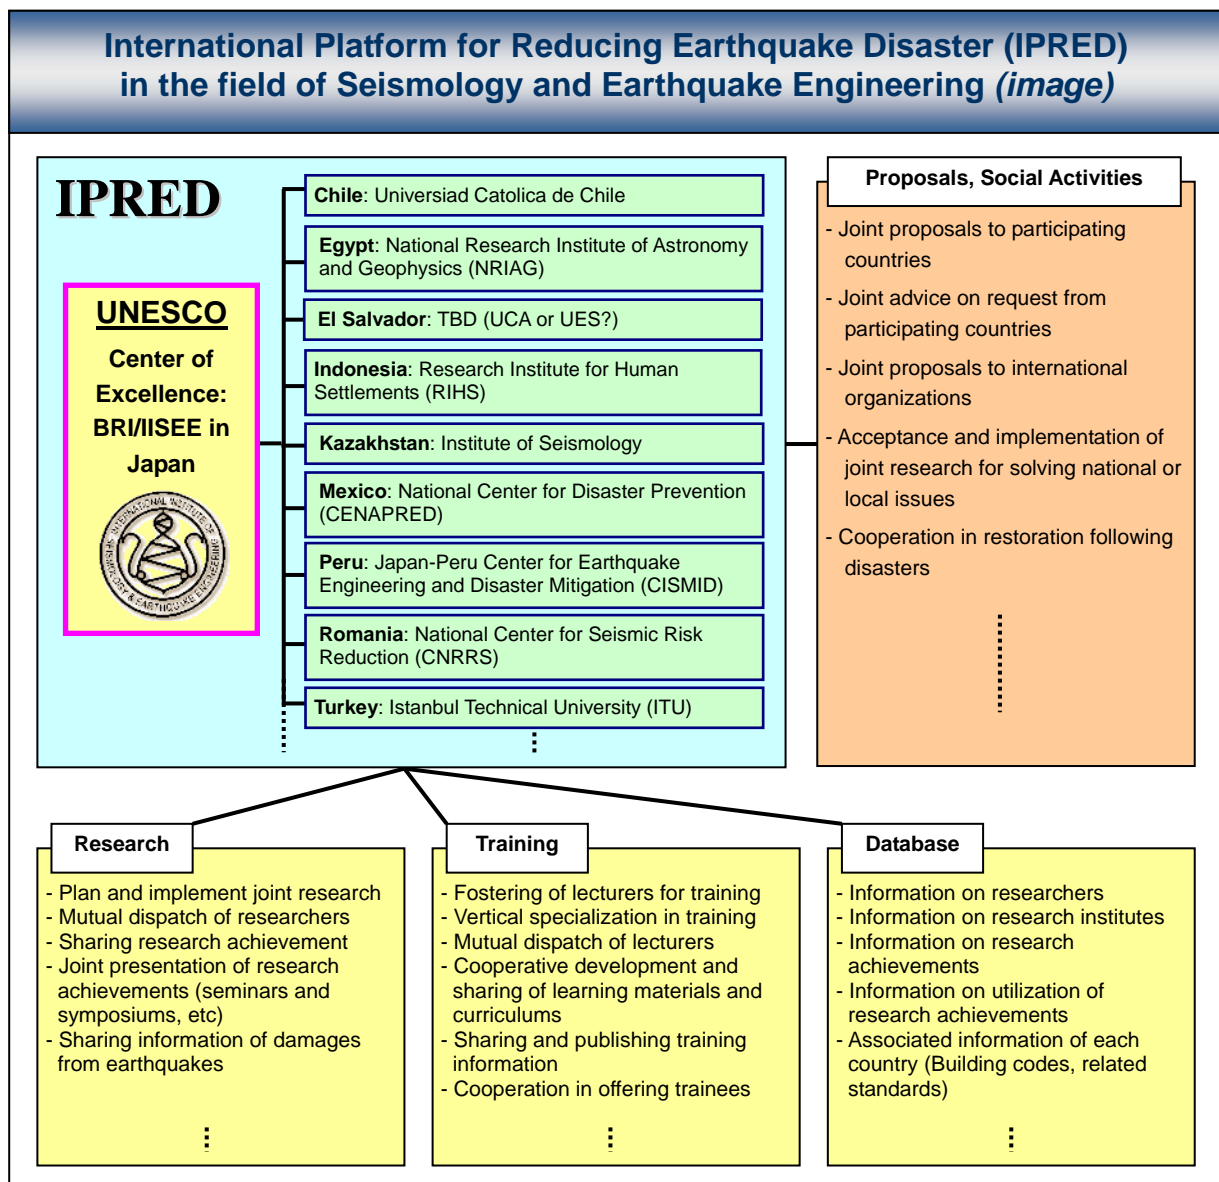 International Platform for Reducing Earthquake Disaster (IPRED)
in the field of Seismology and Earthquake Engineering (image)
IPRED
UNESCO
Center of
Excellence:
BRI/IISEE in
Japan
INTERNATIONAL INSTITUTE OF
SEISMOLOGY & EARTHQUAKE ENGINEERING
Chile: Universiad Catolica de Chile
Egypt: National Research Institute of Astronomy
and Geophysics (NRIAG)
El Salvador: TBD (UCA or UES?)
Indonesia: Research Institute for Human
Settlements (RIHS)
Kazakhstan: Institute of Seismology
Mexico: National Center for Disaster Prevention
(CENAPRED)
Peru: Japan-Peru Center for Earthquake
Engineering and Disaster Mitigation (CISMID)
Romania: National Center for Seismic Risk
Reduction (CNRRS)
Turkey: Istanbul Technical University (ITU)
Proposals, Social Activities
- Joint proposals to participating
countries
- Joint advice on request from
participating countries
- Joint proposals to international
organizations
- Acceptance and implementation of
joint research for solving national or
local issues
- Cooperation in restoration following
disasters
Research
- Plan and implement joint research
- Mutual dispatch of researchers
- Sharing research achievement
- Joint presentation of research
achievements (seminars and
symposiums, etc)
- Sharing information of damages
from earthquakes
Training
- Fostering of lecturers for training
- Vertical specialization in training
- Mutual dispatch of lecturers
- Cooperative development and
sharing of learning materials and
curriculums
- Sharing and publishing training
information
- Cooperation in offering trainees
Database
- Information on researchers
- Information on research institutes
- Information on research
achievements
- Information on utilization of
research achievements
- Associated information of each
country (Building codes, related
standards)